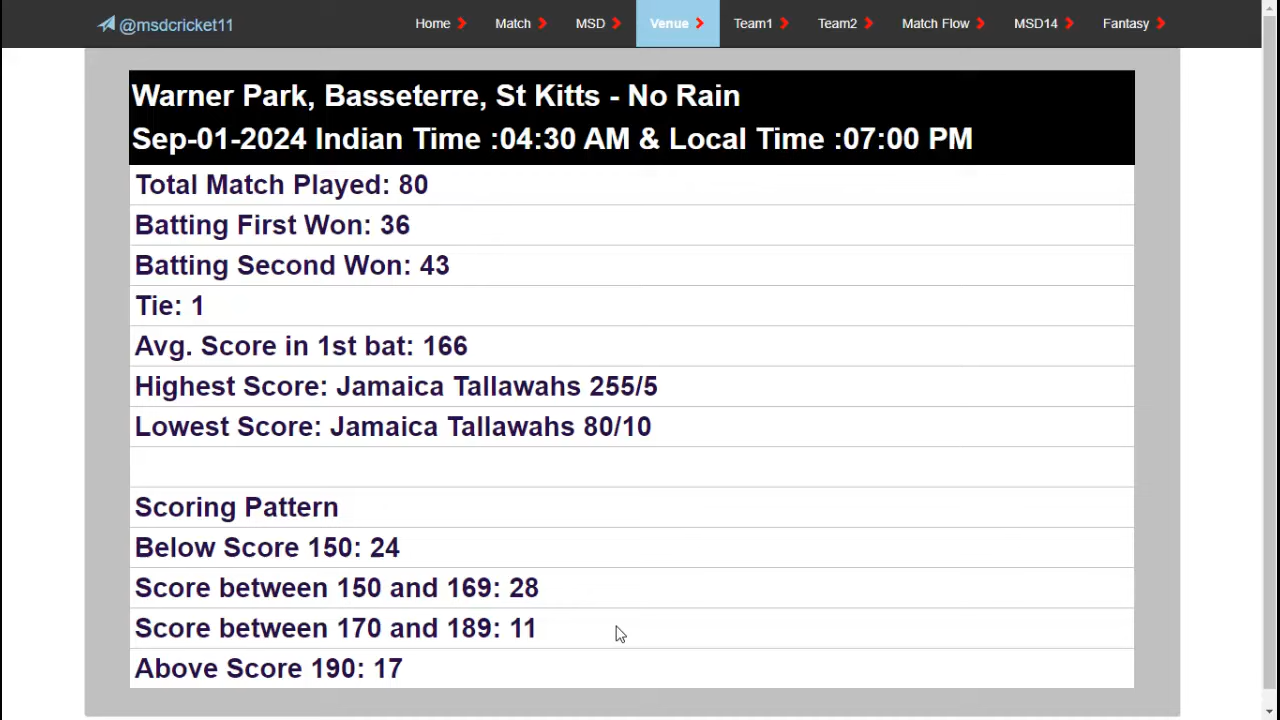 @msdcricket11
Home Match MSD Venue Team1 Team2 Match Flow MSD14 Fantasy
Warner Park, Basseterre, St Kitts - No Rain
Sep-01-2024 Indian Time :04:30 AM & Local Time :07:00 PM
Total Match Played: 80
Batting First Won: 36
Batting Second Won: 43
Tie: 1
Avg. Score in 1st bat: 166
Highest Score: Jamaica Tallawahs 255/5
Lowest Score: Jamaica Tallawahs 80/10
Scoring Pattern
Below Score 150: 24
Score between 150 and 169: 28
Score between 170 and 189: 11
Above Score 190: 17